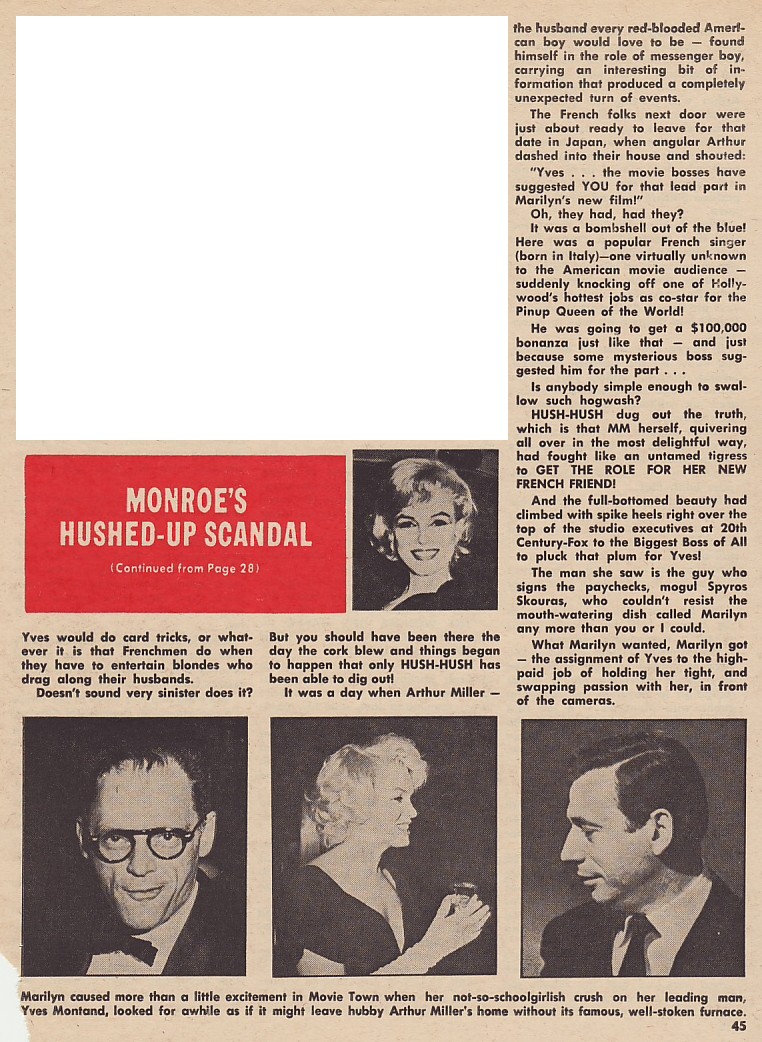 MONROE'S
HUSHED-UP SCANDAL
(Continued from Page 28)
Yves would do card tricks, or what-
ever it is that Frenchmen do when
they have to entertain blondes who
drag along their husbands.
Doesn't sound very sinister does it?
But you should have been there the
day the cork blew and things began
to happen that only HUSH-HUSH has
been able to dig out!
It was a day when Arthur Miller —
the husband every red-blooded Ameri-
can boy would love to be — found
himself in the role of messenger boy,
carrying an interesting bit of in-
formation that produced a completely
unexpected turn of events.
The French folks next door were
just about ready to leave for that
date in Japan, when angular Arthur
dashed into their house and shouted:
"Yves . . . the movie bosses have
suggested YOU for that lead part in
Marilyn's new film!"
Oh, they had, had they?
It was a bombshell out of the blue!
Here was a popular French singer
(born in Italy)—one virtually unknown
to the American movie audience —
suddenly knocking off one of Holly-
wood's hottest jobs as co-star for the
Pinup Queen of the World!
He was going to get a $100,000
bonanza just like that — and just
because some mysterious boss sug-
gested him for the part . . .
Is anybody simple enough to swal-
low such hogwash?
HUSH-HUSH dug out the truth,
which is that MM herself, quivering
all over in the most delightful way,
had fought like an untamed tigress
to GET THE ROLE FOR HER NEW
FRENCH FRIEND!
And the full-bottomed beauty had
climbed with spike heels right over the
top of the studio executives at 20th
Century-Fox to the Biggest Boss of All
to pluck that plum for Yves!
The man she saw is the guy who
signs the paychecks, mogul Spyros
Skouras, who couldn't resist the
mouth-watering dish called Marilyn
any more than you or I could.
What Marilyn wanted, Marilyn got
— the assignment of Yves to the high-
paid job of holding her tight, and
swapping passion with her, in front
of the cameras.
Marilyn caused more than a little excitement in Movie Town when her not-so-schoolgirlish crush on her leading man,
Yves Montand, looked for awhile as if it might leave hubby Arthur Miller's home without its famous, well-stoken furnace.
45